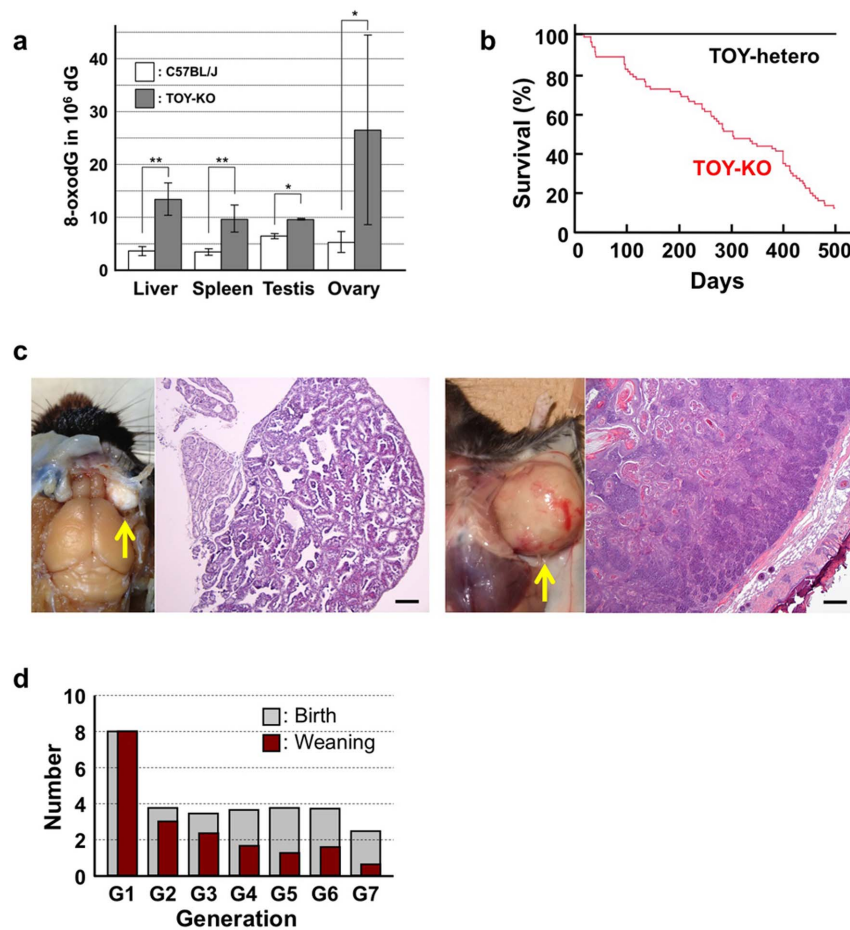 a
8-oxodG in 10⁶ dG
40
30
20
10
0
: C57BL/J
: TOY-KO
**
**
*
*
Liver Spleen Testis Ovary
b
Survival (%)
100
80
60
40
20
0
TOY-hetero
TOY-KO
0 100 200 300 400 500
Days
c
d
Number
10
8
6
4
2
0
: Birth
: Weaning
G1 G2 G3 G4 G5 G6 G7
Generation